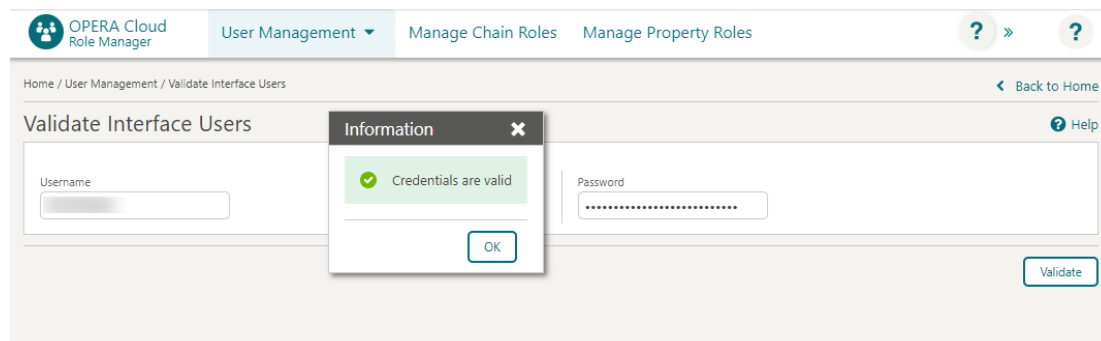 OPERA Cloud
Role Manager
User Management
Manage Chain Roles
Manage Property Roles
? »
?
Home / User Management / Validate Interface Users
Back to Home
Validate Interface Users
Help
Information
Credentials are valid
OK
Username
Password
Validate